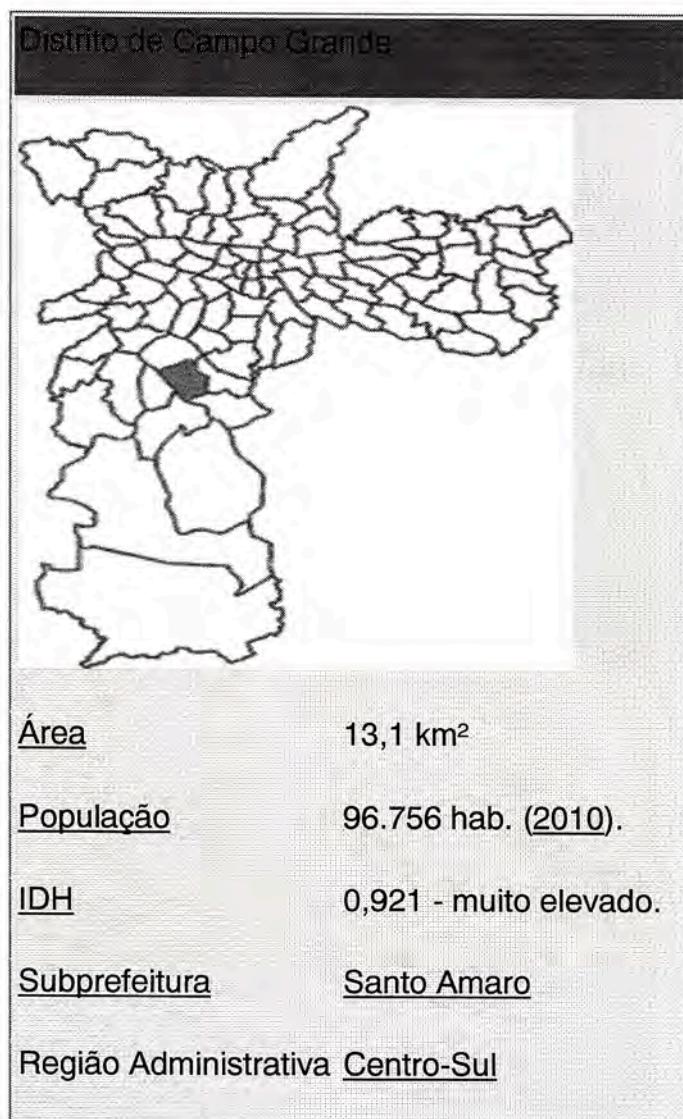 Distrito de Campo Grande
Área 13,1 km²
População 96.756 hab. (2010).
IDH 0,921 - muito elevado.
Subprefeitura Santo Amaro
Região Administrativa Centro-Sul